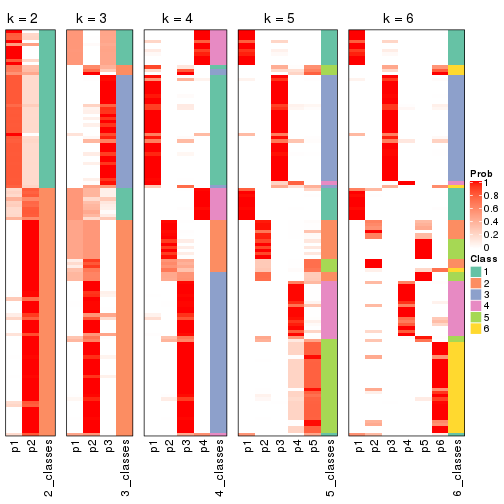 k = 2
k = 3
k = 4
k = 5
k = 6
Prob
1
0.8
0.6
0.4
0.2
0
Class
1
2
3
4
5
6
p1
p2
2_classes
p1
p2
p3
3_classes
p1
p2
p3
p4
4_classes
p1
p2
p3
p4
p5
5_classes
p1
p2
p3
p4
p5
p6
6_classes